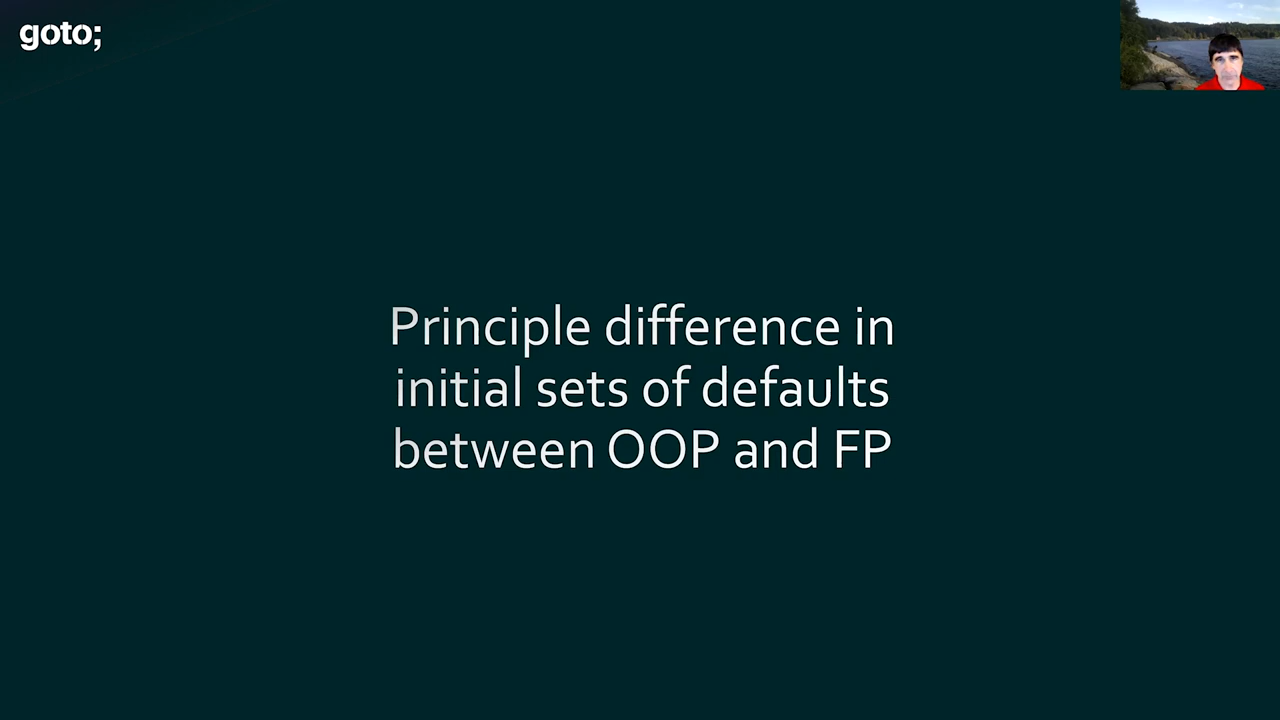 goto;
Principle difference in
initial sets of defaults
between OOP and FP